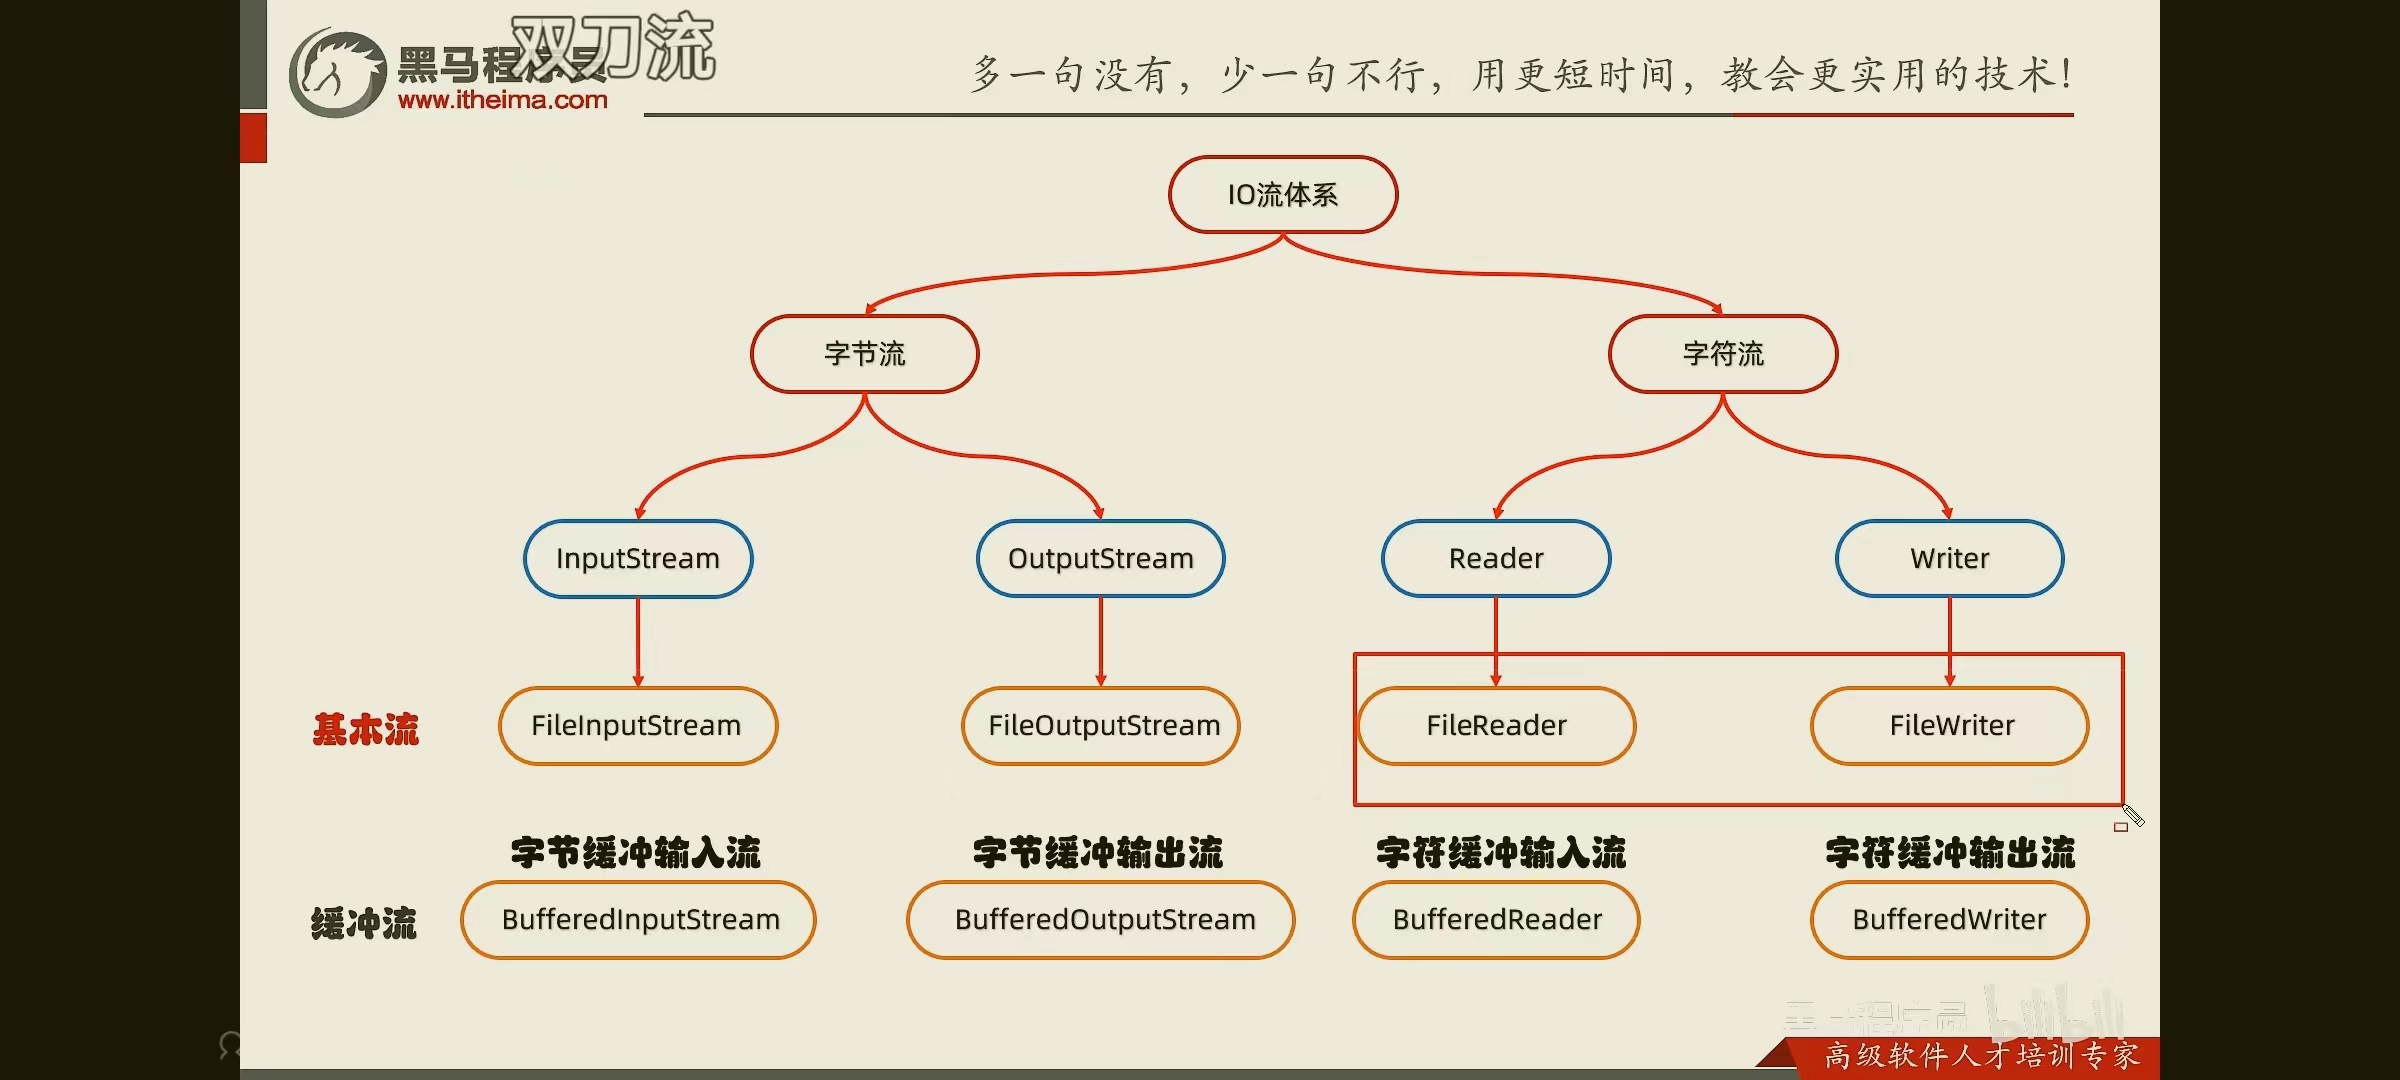 黑马程序员
双刀流
www.itheima.com
多一句没有，少一句不行，用更短时间，教会更实用的技术！
IO流体系
字节流
字符流
InputStream
OutputStream
Reader
Writer
基本流
FileInputStream
FileOutputStream
FileReader
FileWriter
字节缓冲输入流
字节缓冲输出流
字符缓冲输入流
字符缓冲输出流
缓冲流
BufferedInputStream
BufferedOutputStream
BufferedReader
BufferedWriter
黑马程序员
bilibili
高级软件人才培训专家